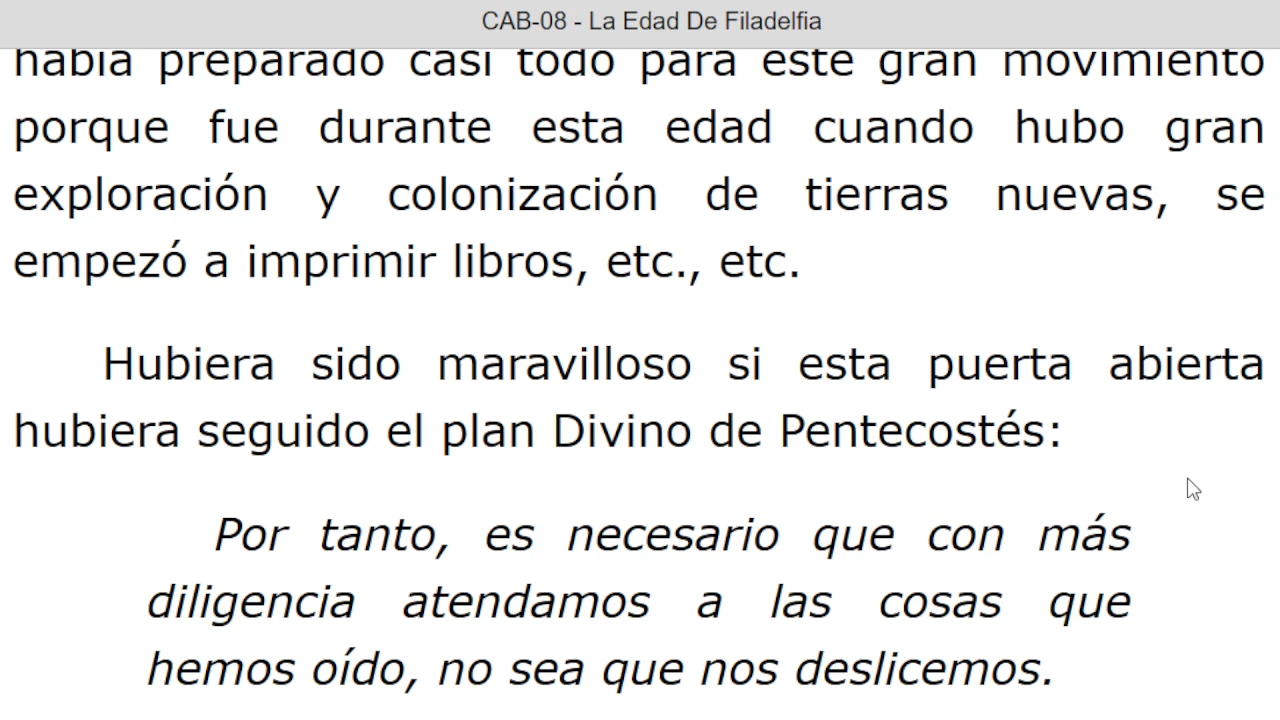 CAB-08 - La Edad De Filadelfia
había preparado casi todo para este gran movimiento
porque fue durante esta edad cuando hubo gran
exploración y colonización de tierras nuevas, se
empezó a imprimir libros, etc., etc.
Hubiera sido maravilloso si esta puerta abierta
hubiera seguido el plan Divino de Pentecostés:
Por tanto, es necesario que con más
diligencia atendamos a las cosas que
hemos oído, no sea que nos deslicemos.